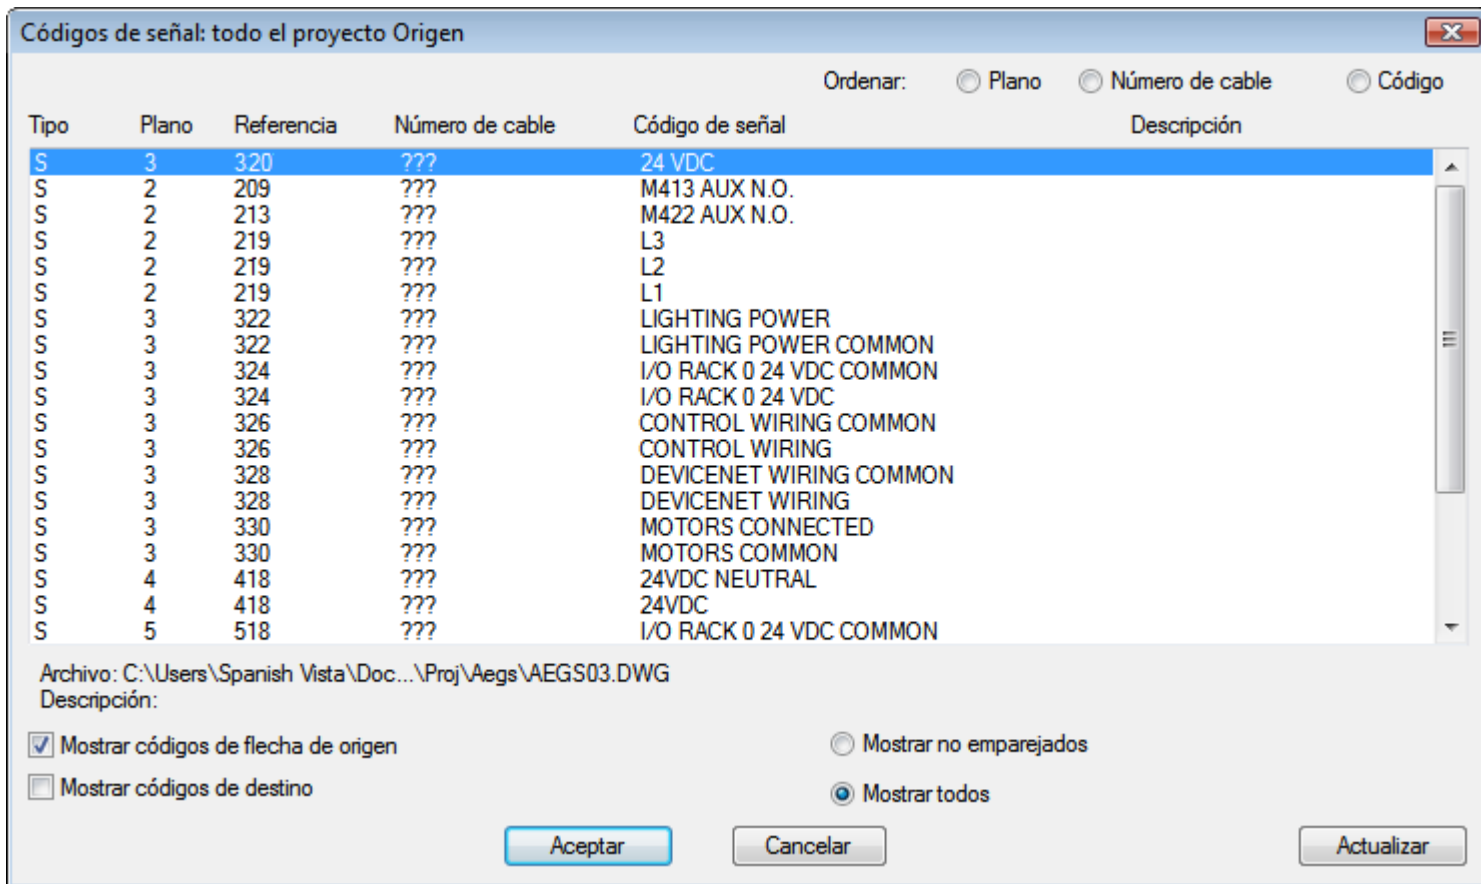 Códigos de señal: todo el proyecto Origen
Ordenar: Plano Número de cable Código
Tipo Plano Referencia Número de cable Código de señal Descripción
S 3 320 ??? 24 VDC
S 2 209 ??? M413 AUX N.O.
S 2 213 ??? M422 AUX N.O.
S 2 219 ??? L3
S 2 219 ??? L2
S 2 219 ??? L1
S 3 322 ??? LIGHTING POWER
S 3 322 ??? LIGHTING POWER COMMON
S 3 324 ??? I/O RACK 0 24 VDC COMMON
S 3 324 ??? I/O RACK 0 24 VDC
S 3 326 ??? CONTROL WIRING COMMON
S 3 326 ??? CONTROL WIRING
S 3 328 ??? DEVICENET WIRING COMMON
S 3 328 ??? DEVICENET WIRING
S 3 330 ??? MOTORS CONNECTED
S 3 330 ??? MOTORS COMMON
S 4 418 ??? 24VDC NEUTRAL
S 4 418 ??? 24VDC
S 5 518 ??? I/O RACK 0 24 VDC COMMON
Archivo: C:\Users\Spanish Vista\Doc...\Proj\Aegs\AEGS03.DWG
Descripción:
Mostrar códigos de flecha de origen Mostrar no emparejados
Mostrar códigos de destino Mostrar todos
Aceptar Cancelar Actualizar